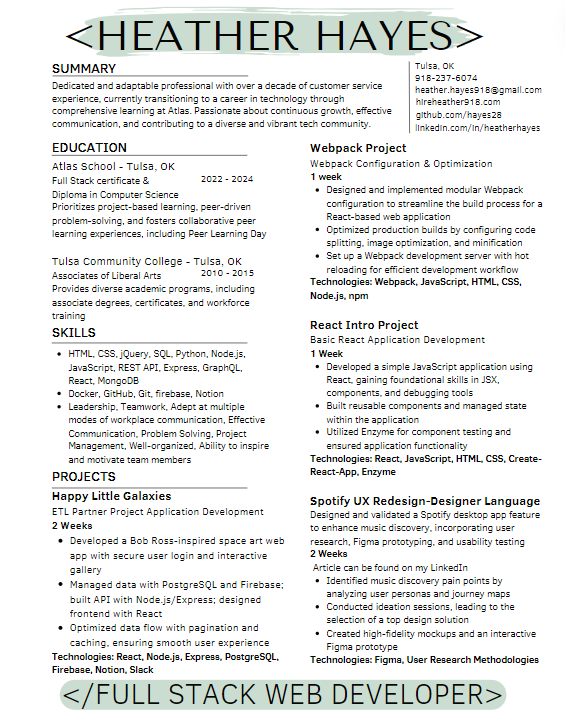 <HEATHER HAYES>
SUMMARY
Dedicated and adaptable professional with over a decade of customer service
experience, currently transitioning to a career in technology through
comprehensive learning at Atlas. Passionate about continuous growth, effective
communication, and contributing to a diverse and vibrant tech community.
Tulsa, OK
918-237-6074
heather.hayes918@gmail.com
hireheather918.com
github.com/hayes28
linkedin.com/in/heatherhayes
EDUCATION
Atlas School - Tulsa, OK
Full Stack certificate & 2022 - 2024
Diploma in Computer Science
Prioritizes project-based learning, peer-driven
problem-solving, and fosters collaborative peer
learning experiences, including Peer Learning Day
Tulsa Community College - Tulsa, OK
Associates of Liberal Arts 2010 - 2015
Provides diverse academic programs, including
associate degrees, certificates, and workforce
training
SKILLS
• HTML, CSS, jQuery, SQL, Python, Node.js,
JavaScript, REST API, Express, GraphQL,
React, MongoDB
• Docker, GitHub, Git, firebase, Notion
• Leadership, Teamwork, Adept at multiple
modes of workplace communication, Effective
Communication, Problem Solving, Project
Management, Well-organized, Ability to inspire
and motivate team members
PROJECTS
Happy Little Galaxies
ETL Partner Project Application Development
2 Weeks
• Developed a Bob Ross-inspired space art web
app with secure user login and interactive
gallery
• Managed data with PostgreSQL and Firebase;
built API with Node.js/Express; designed
frontend with React
• Optimized data flow with pagination and
caching, ensuring smooth user experience
Technologies: React, Node.js, Express, PostgreSQL,
Firebase, Notion, Slack
Webpack Project
Webpack Configuration & Optimization
1 week
• Designed and implemented modular Webpack
configuration to streamline the build process for a
React-based web application
• Optimized production builds by configuring code
splitting, image optimization, and minification
• Set up a Webpack development server with hot
reloading for efficient development workflow
Technologies: Webpack, JavaScript, HTML, CSS,
Node.js, npm
React Intro Project
Basic React Application Development
1 Week
• Developed a simple JavaScript application using
React, gaining foundational skills in JSX,
components, and debugging tools
• Built reusable components and managed state
within the application
• Utilized Enzyme for component testing and
ensured application functionality
Technologies: React, JavaScript, HTML, CSS, Create-
React-App, Enzyme
Spotify UX Redesign-Designer Language
Designed and validated a Spotify desktop app feature
to enhance music discovery, incorporating user
research, Figma prototyping, and usability testing
2 Weeks
Article can be found on my LinkedIn
• Identified music discovery pain points by
analyzing user personas and journey maps
• Conducted ideation sessions, leading to the
selection of a top design solution
• Created high-fidelity mockups and an interactive
Figma prototype
Technologies: Figma, User Research Methodologies
</FULL STACK WEB DEVELOPER>